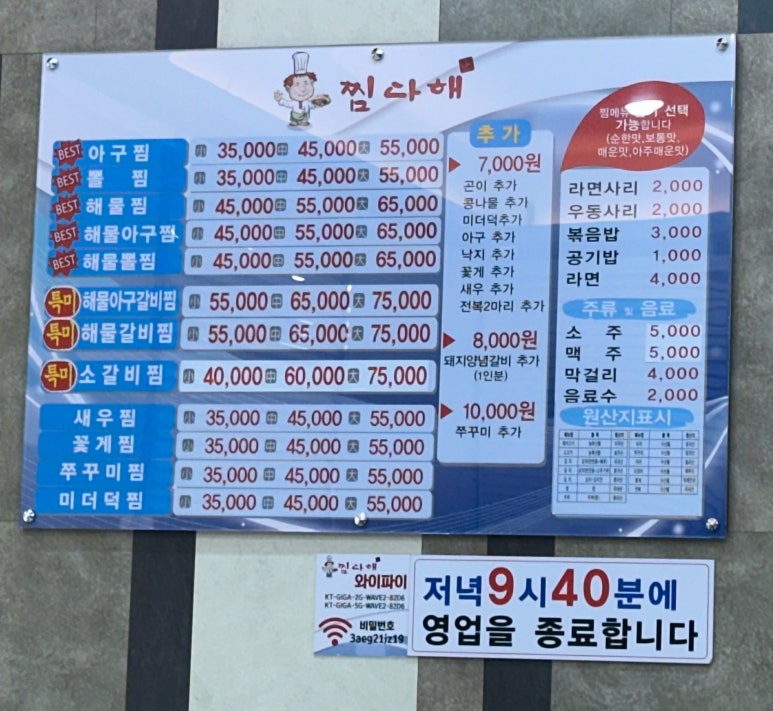 찜다해
BEST 아구찜 小 35,000 中 45,000 大 55,000
BEST 뽈 찜 小 35,000 中 45,000 大 55,000
BEST 해물찜 小 45,000 中 55,000 大 65,000
BEST 해물아구찜 小 45,000 中 55,000 大 65,000
BEST 해물뽈찜 小 45,000 中 55,000 大 65,000
특미 해물아구갈비찜 小 55,000 中 65,000 大 75,000
특미 해물갈비찜 小 55,000 中 65,000 大 75,000
특미 소갈비찜 小 40,000 中 60,000 大 75,000
새우찜 小 35,000 中 45,000 大 55,000
꽃게찜 小 35,000 中 45,000 大 55,000
쭈꾸미찜 小 35,000 中 45,000 大 55,000
미더덕찜 小 35,000 中 45,000 大 55,000
추가
7,000원
곤이 추가
콩나물 추가
미더덕추가
아구 추가
낙지 추가
꽃게 추가
새우 추가
전복2마리 추가
8,000원
돼지양념갈비 추가
(1인분)
10,000원
쭈꾸미 추가
찜메뉴 선택
가능합니다
(순한맛,보통맛,
매운맛,아주매운맛)
라면사리 2,000
우동사리 2,000
볶음밥 3,000
공기밥 1,000
라면 4,000
주류 및 음료
소 주 5,000
맥 주 5,000
막걸리 4,000
음료수 2,000
원산지표시
찜다해
와이파이
KT-GIGA-2G-WAVE2-82D6
KT-GIGA-5G-WAVE2-82D6
비밀번호
3aeg21jz19
저녁9시40분에
영업을 종료합니다